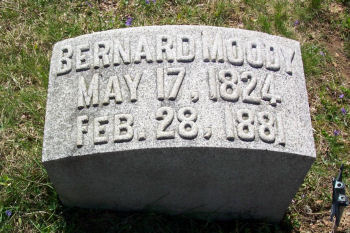 BERNARD MOODY
MAY 17, 1824
FEB. 28, 1881